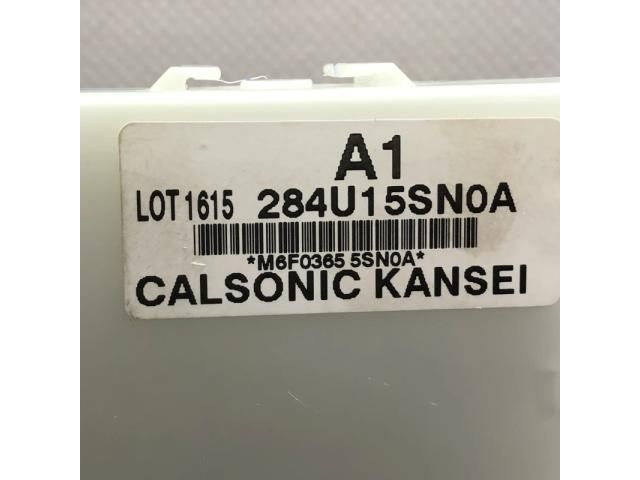 A1
LOT 1615 284U15SN0A
*M6F0365 5SN0A*
CALSONIC KANSEI